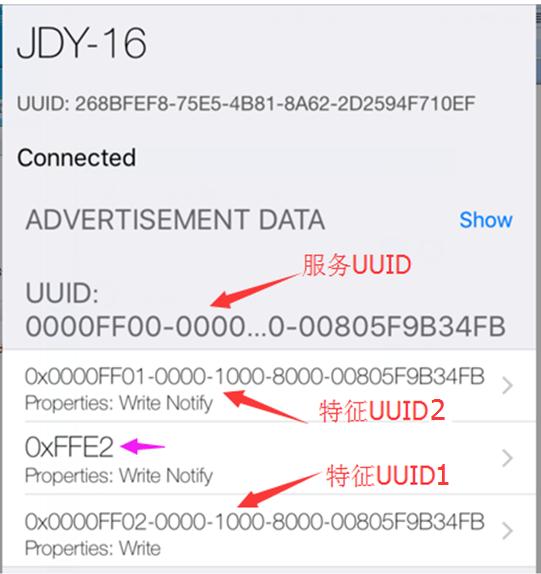 JDY-16
UUID: 268BFEF8-75E5-4B81-8A62-2D2594F710EF
Connected
ADVERTISEMENT DATA Show
服务UUID
UUID:
0000FF00-0000...0-00805F9B34FB
0x0000FF01-0000-1000-8000-00805F9B34FB
Properties: Write Notify
特征UUID2
0xFFE2
Properties: Write Notify
特征UUID1
0x0000FF02-0000-1000-8000-00805F9B34FB
Properties: Write